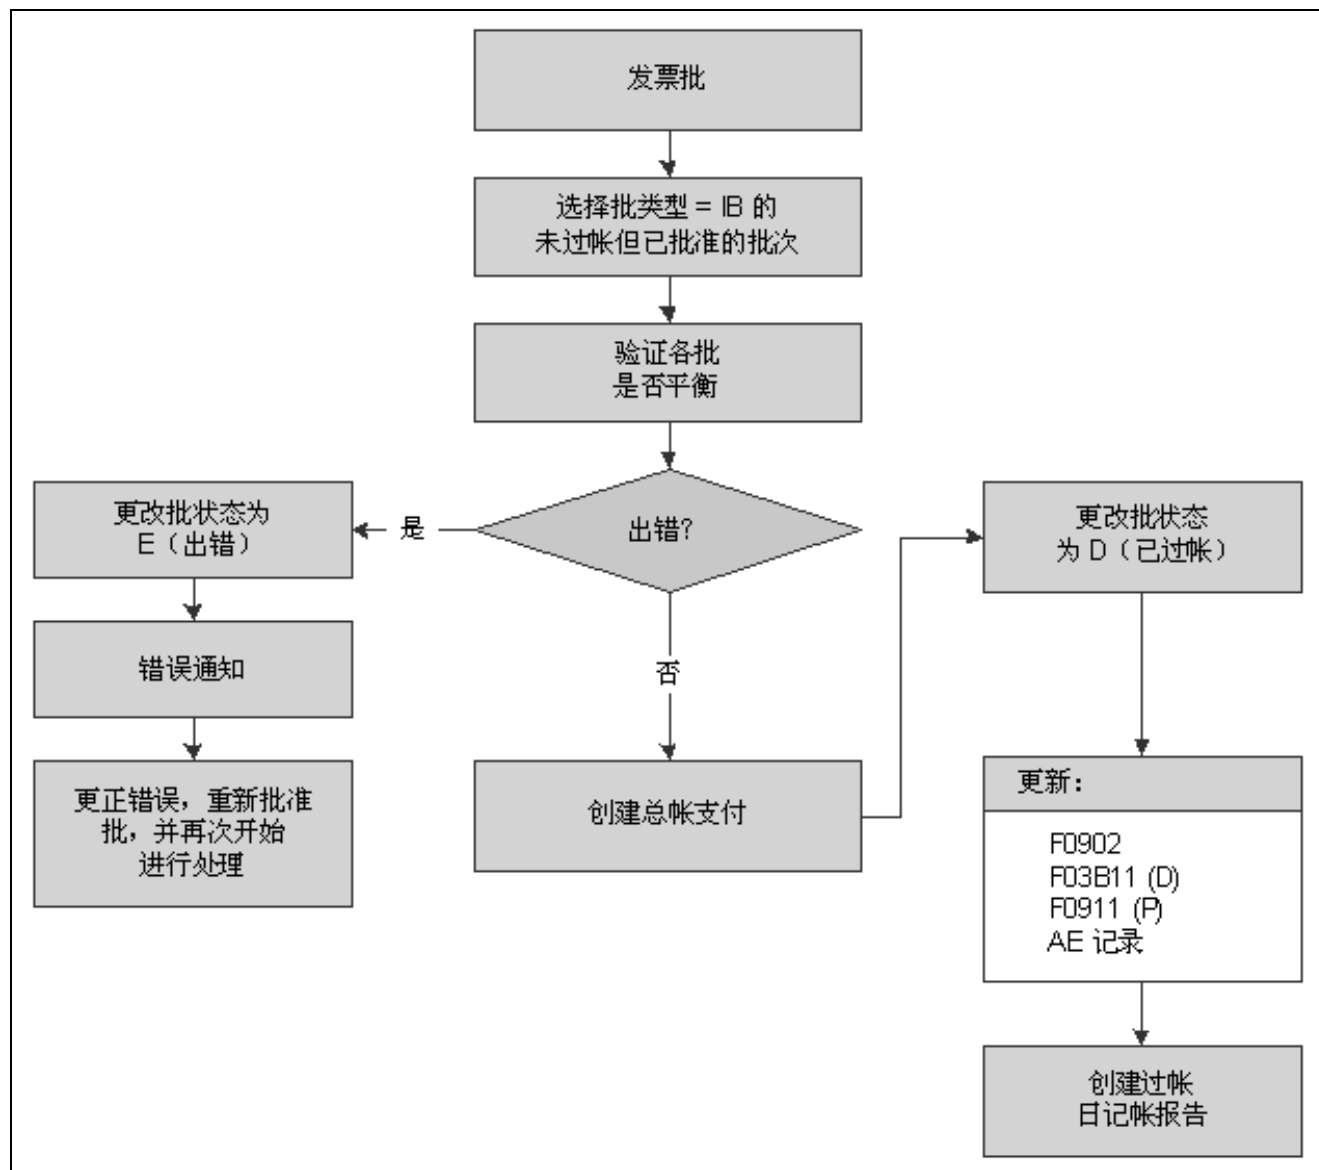 发票批
选择批类型 = IB 的
未过帐但已批准的批次
验证各批
是否平衡
出错?
是
更改批状态为
E（出错）
错误通知
更正错误，重新批准
批，并再次开始
进行处理
否
创建总帐支付
更改批状态
为 D（已过帐）
更新：
F0902
F03B11 (D)
F0911 (P)
AE 记录
创建过帐
日记帐报告